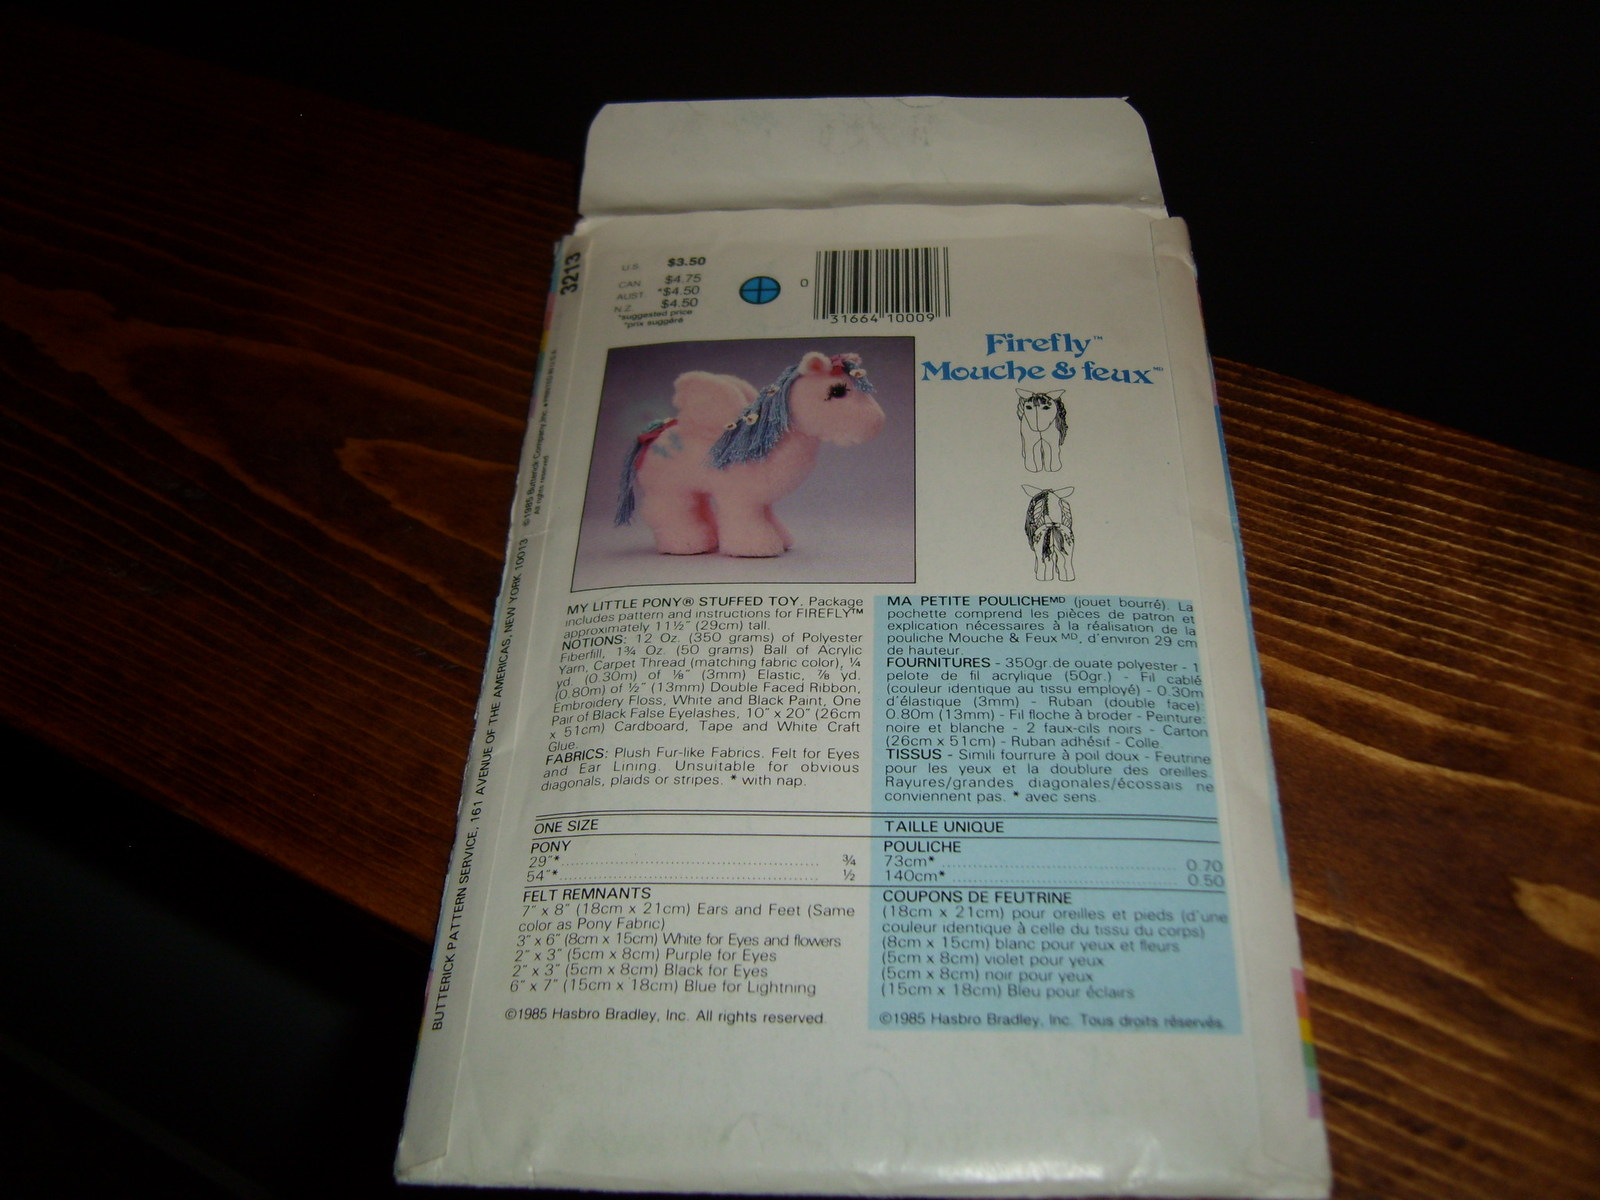 3213
U.S. $3.50
CAN. $4.75
AUST. *$4.50
N.Z. $4.50
*suggested price
*prix suggéré
0
31664 10009
Firefly™
Mouche & feux MD
MY LITTLE PONY® STUFFED TOY. Package
includes pattern and instructions for FIREFLY™
approximately 11½" (29cm) tall.
NOTIONS: 12 Oz. (350 grams) of Polyester
Fiberfill, 1¾ Oz. (50 grams) Ball of Acrylic
Yarn, Carpet Thread (matching fabric color), ¼
yd. (0.30m) of ⅛" (3mm) Elastic, ⅞ yd.
(0.80m) of ½" (13mm) Double Faced Ribbon,
Embroidery Floss, White and Black Paint, One
Pair of Black False Eyelashes, 10" x 20" (26cm
x 51cm) Cardboard, Tape and White Craft
Glue.
FABRICS: Plush Fur-like Fabrics. Felt for Eyes
and Ear Lining. Unsuitable for obvious
diagonals, plaids or stripes. * with nap.
MA PETITE POULICHE MD (jouet bourré). La
pochette comprend les pièces de patron et
explication nécessaires à la réalisation de la
pouliche Mouche & Feux MD, d'environ 29 cm
de hauteur.
FOURNITURES - 350gr.de ouate polyester - 1
pelote de fil acrylique (50gr.) - Fil cablé
(couleur identique au tissu employé) - 0.30m
d'élastique (3mm) - Ruban (double face):
0.80m (13mm) - Fil floche à broder - Peinture:
noire et blanche - 2 faux-cils noirs - Carton
(26cm x 51cm) - Ruban adhésif - Colle.
TISSUS - Simili fourrure à poil doux - Feutrine
pour les yeux et la doublure des oreilles.
Rayures/grandes diagonales/écossais ne
conviennent pas. * avec sens.
ONE SIZE
PONY
29"* ¾
54"* ½
FELT REMNANTS
7" x 8" (18cm x 21cm) Ears and Feet (Same
color as Pony Fabric)
3" x 6" (8cm x 15cm) White for Eyes and flowers
2" x 3" (5cm x 8cm) Purple for Eyes
2" x 3" (5cm x 8cm) Black for Eyes
6" x 7" (15cm x 18cm) Blue for Lightning
©1985 Hasbro Bradley, Inc. All rights reserved.
TAILLE UNIQUE
POULICHE
73cm* 0.70
140cm* 0.50
COUPONS DE FEUTRINE
(18cm x 21cm) pour oreilles et pieds (d'une
couleur identique à celle du tissu du corps)
(8cm x 15cm) blanc pour yeux et fleurs
(5cm x 8cm) violet pour yeux
(5cm x 8cm) noir pour yeux
(15cm x 18cm) Bleu pour éclairs
©1985 Hasbro Bradley, Inc. Tous droits réservés.
BUTTERICK PATTERN SERVICE, 161 AVENUE OF THE AMERICAS, NEW YORK 10013
©1985 Butterick Company, Inc. • PRINTED IN U.S.A.
All rights reserved.